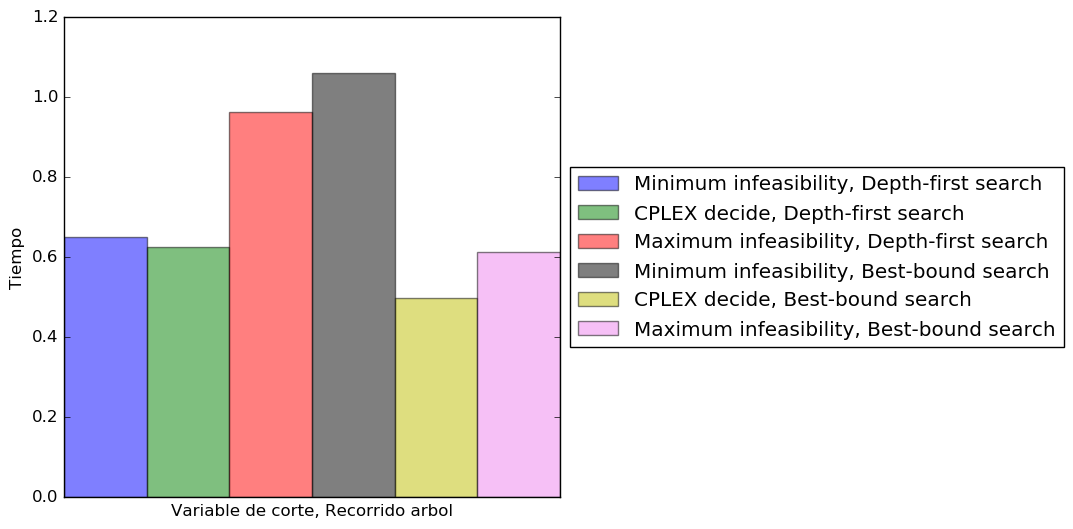 1.2
1.0
0.8
0.6
0.4
0.2
0.0
Tiempo
Variable de corte, Recorrido arbol
Minimum infeasibility, Depth-first search
CPLEX decide, Depth-first search
Maximum infeasibility, Depth-first search
Minimum infeasibility, Best-bound search
CPLEX decide, Best-bound search
Maximum infeasibility, Best-bound search